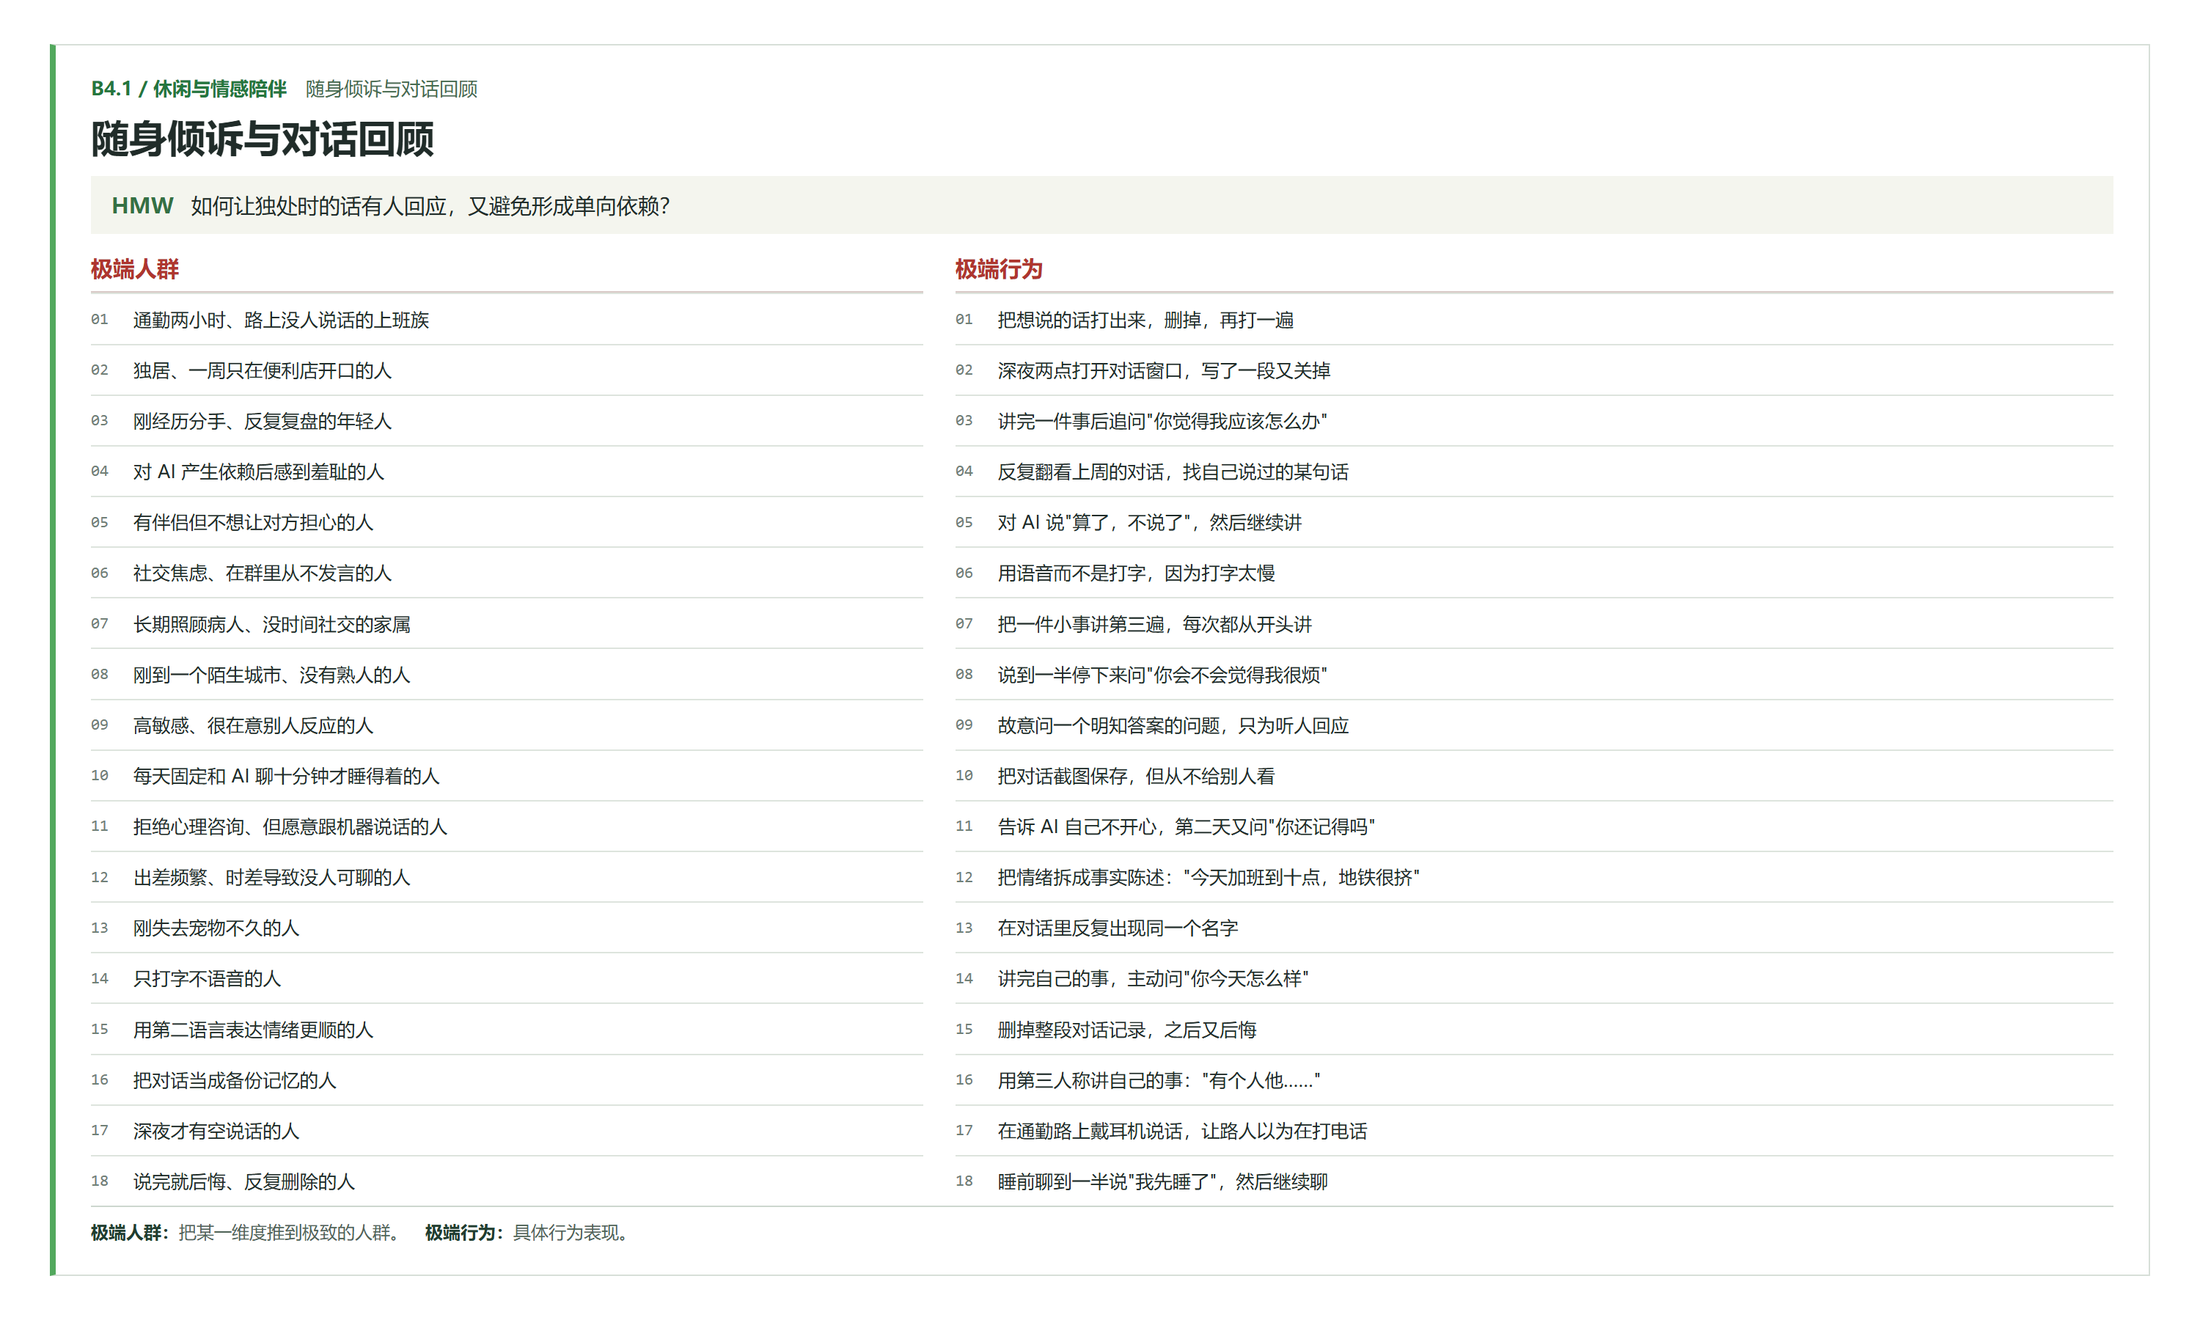 B4.1 / 休闲与情感陪伴 随身倾诉与对话回顾
随身倾诉与对话回顾
HMW 如何让独处时的话有人回应，又避免形成单向依赖？
极端人群
01 通勤两小时、路上没人说话的上班族
02 独居、一周只在便利店开口的人
03 刚经历分手、反复复盘的年轻人
04 对 AI 产生依赖后感到羞耻的人
05 有伴侣但不想让对方担心的人
06 社交焦虑、在群里从不发言的人
07 长期照顾病人、没时间社交的家属
08 刚到一个陌生城市、没有熟人的人
09 高敏感、很在意别人反应的人
10 每天固定和 AI 聊十分钟才睡得着的人
11 拒绝心理咨询、但愿意跟机器说话的人
12 出差频繁、时差导致没人可聊的人
13 刚失去宠物不久的人
14 只打字不语音的人
15 用第二语言表达情绪更顺的人
16 把对话当成备份记忆的人
17 深夜才有空说话的人
18 说完就后悔、反复删除的人
极端行为
01 把想说的话打出来，删掉，再打一遍
02 深夜两点打开对话窗口，写了一段又关掉
03 讲完一件事后追问"你觉得我应该怎么办"
04 反复翻看上周的对话，找自己说过的某句话
05 对 AI 说"算了，不说了"，然后继续讲
06 用语音而不是打字，因为打字太慢
07 把一件小事讲第三遍，每次都从开头讲
08 说到一半停下来问"你会不会觉得我很烦"
09 故意问一个明知答案的问题，只为听人回应
10 把对话截图保存，但从不给别人看
11 告诉 AI 自己不开心，第二天又问"你还记得吗"
12 把情绪拆成事实陈述："今天加班到十点，地铁很挤"
13 在对话里反复出现同一个名字
14 讲完自己的事，主动问"你今天怎么样"
15 删掉整段对话记录，之后又后悔
16 用第三人称讲自己的事："有个人他……"
17 在通勤路上戴耳机说话，让路人以为在打电话
18 睡前聊到一半说"我先睡了"，然后继续聊
极端人群：把某一维度推到极致的人群。 极端行为：具体行为表现。